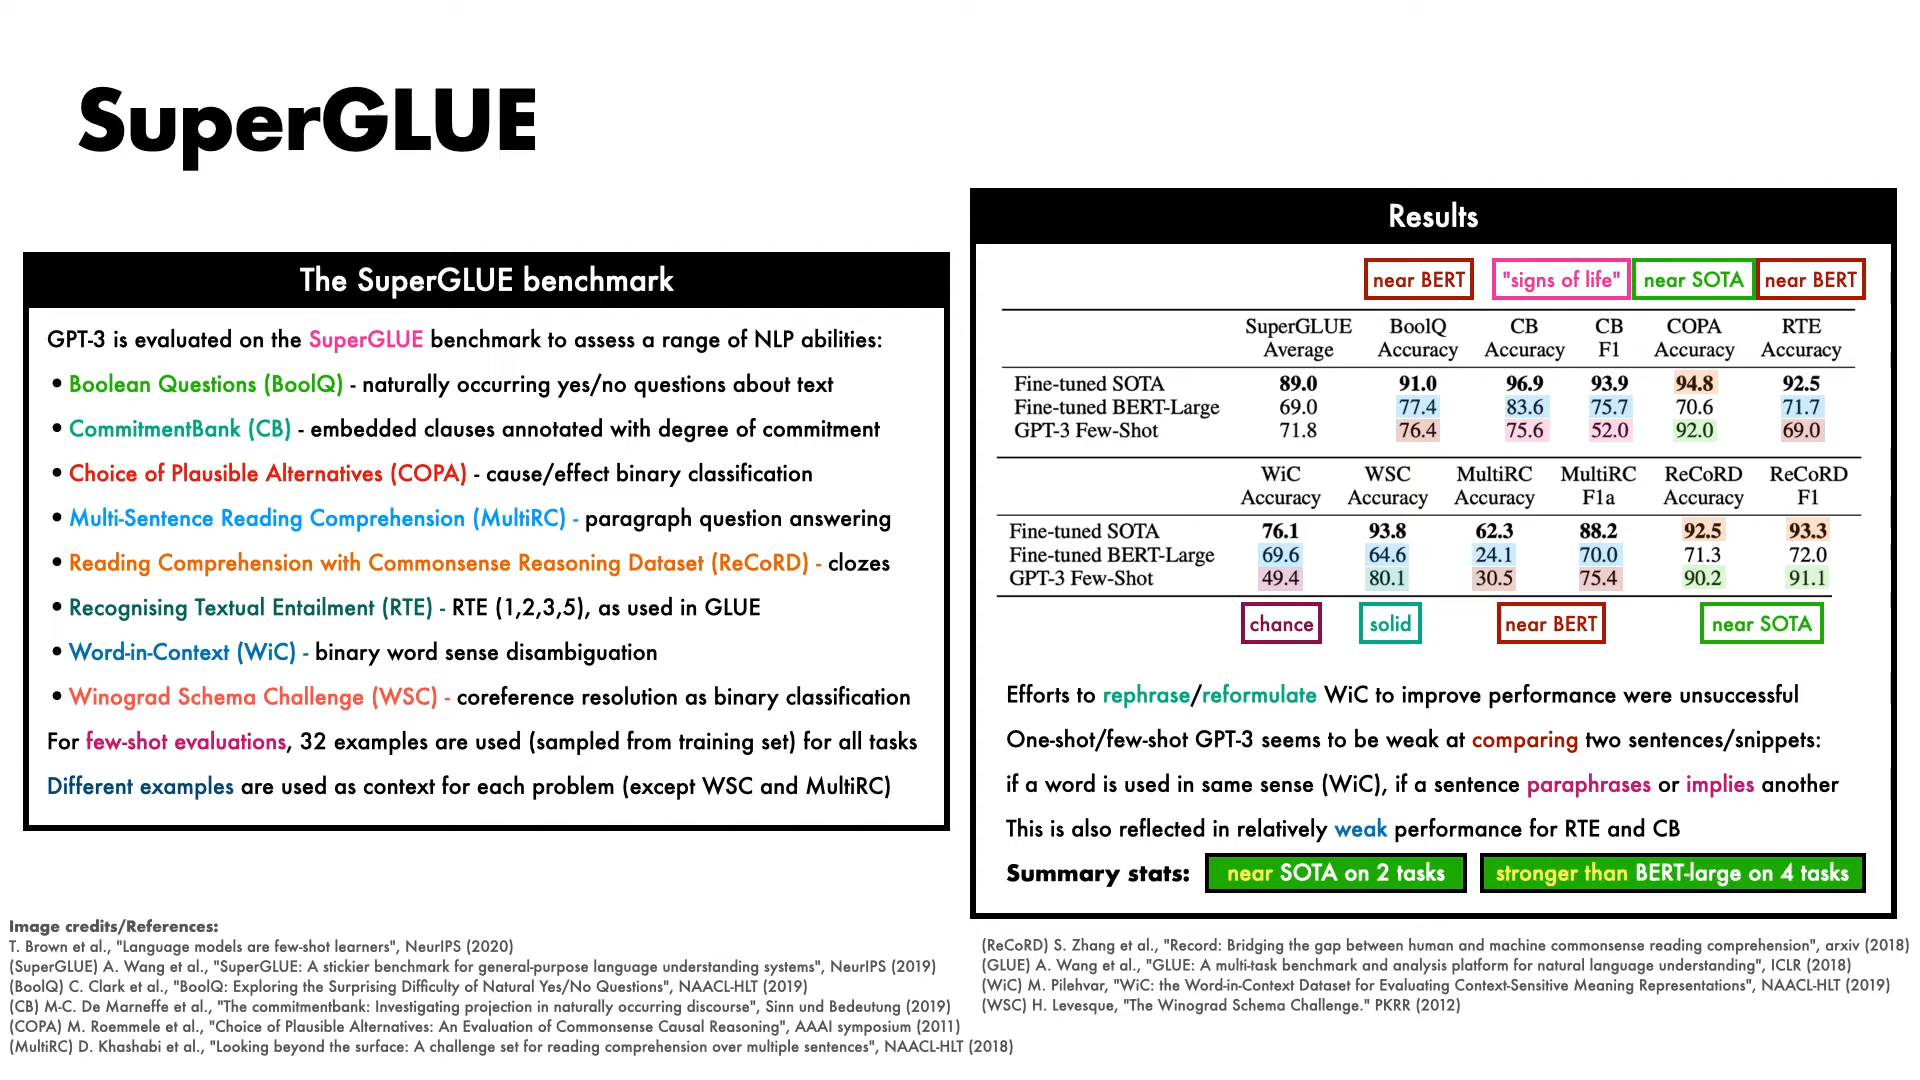 SuperGLUE
The SuperGLUE benchmark
GPT-3 is evaluated on the SuperGLUE benchmark to assess a range of NLP abilities:
• Boolean Questions (BoolQ) - naturally occurring yes/no questions about text
• CommitmentBank (CB) - embedded clauses annotated with degree of commitment
• Choice of Plausible Alternatives (COPA) - cause/effect binary classification
• Multi-Sentence Reading Comprehension (MultiRC) - paragraph question answering
• Reading Comprehension with Commonsense Reasoning Dataset (ReCoRD) - clozes
• Recognising Textual Entailment (RTE) - RTE (1,2,3,5), as used in GLUE
• Word-in-Context (WiC) - binary word sense disambiguation
• Winograd Schema Challenge (WSC) - coreference resolution as binary classification
For few-shot evaluations, 32 examples are used (sampled from training set) for all tasks
Different examples are used as context for each problem (except WSC and MultiRC)
Results
near BERT "signs of life" near SOTA near BERT
SuperGLUE BoolQ CB CB COPA RTE
Average Accuracy Accuracy F1 Accuracy Accuracy
Fine-tuned SOTA 89.0 91.0 96.9 93.9 94.8 92.5
Fine-tuned BERT-Large 69.0 77.4 83.6 75.7 70.6 71.7
GPT-3 Few-Shot 71.8 76.4 75.6 52.0 92.0 69.0
WiC WSC MultiRC MultiRC ReCoRD ReCoRD
Accuracy Accuracy Accuracy F1a Accuracy F1
Fine-tuned SOTA 76.1 93.8 62.3 88.2 92.5 93.3
Fine-tuned BERT-Large 69.6 64.6 24.1 70.0 71.3 72.0
GPT-3 Few-Shot 49.4 80.1 30.5 75.4 90.2 91.1
chance solid near BERT near SOTA
Efforts to rephrase/reformulate WiC to improve performance were unsuccessful
One-shot/few-shot GPT-3 seems to be weak at comparing two sentences/snippets:
if a word is used in same sense (WiC), if a sentence paraphrases or implies another
This is also reflected in relatively weak performance for RTE and CB
Summary stats: near SOTA on 2 tasks stronger than BERT-large on 4 tasks
Image credits/References:
T. Brown et al., "Language models are few-shot learners", NeurIPS (2020)
(SuperGLUE) A. Wang et al., "SuperGLUE: A stickier benchmark for general-purpose language understanding systems", NeurIPS (2019)
(BoolQ) C. Clark et al., "BoolQ: Exploring the Surprising Difficulty of Natural Yes/No Questions", NAACL-HLT (2019)
(CB) M-C. De Marneffe et al., "The commitmentbank: Investigating projection in naturally occurring discourse", Sinn und Bedeutung (2019)
(COPA) M. Roemmele et al., "Choice of Plausible Alternatives: An Evaluation of Commonsense Causal Reasoning", AAAI symposium (2011)
(MultiRC) D. Khashabi et al., "Looking beyond the surface: A challenge set for reading comprehension over multiple sentences", NAACL-HLT (2018)
(ReCoRD) S. Zhang et al., "Record: Bridging the gap between human and machine commonsense reading comprehension", arxiv (2018)
(GLUE) A. Wang et al., "GLUE: A multi-task benchmark and analysis platform for natural language understanding", ICLR (2018)
(WiC) M. Pilehvar, "WiC: the Word-in-Context Dataset for Evaluating Context-Sensitive Meaning Representations", NAACL-HLT (2019)
(WSC) H. Levesque, "The Winograd Schema Challenge." PKRR (2012)